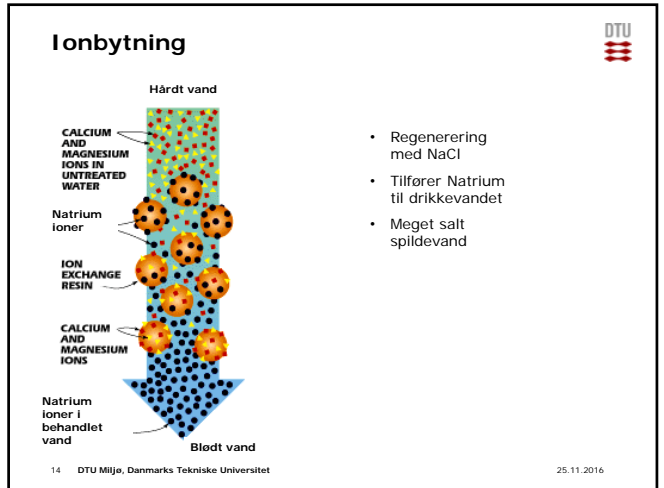 Ionbytning
DTU
Hårdt vand
CALCIUM
AND
MAGNESIUM
IONS IN
UNTREATED
WATER
Natrium
ioner
ION
EXCHANGE
RESIN
CALCIUM
AND
MAGNESIUM
IONS
Natrium
ioner i
behandlet
vand
Blødt vand
• Regenerering
med NaCl
• Tilfører Natrium
til drikkevandet
• Meget salt
spildevand
14 DTU Miljø, Danmarks Tekniske Universitet
25.11.2016